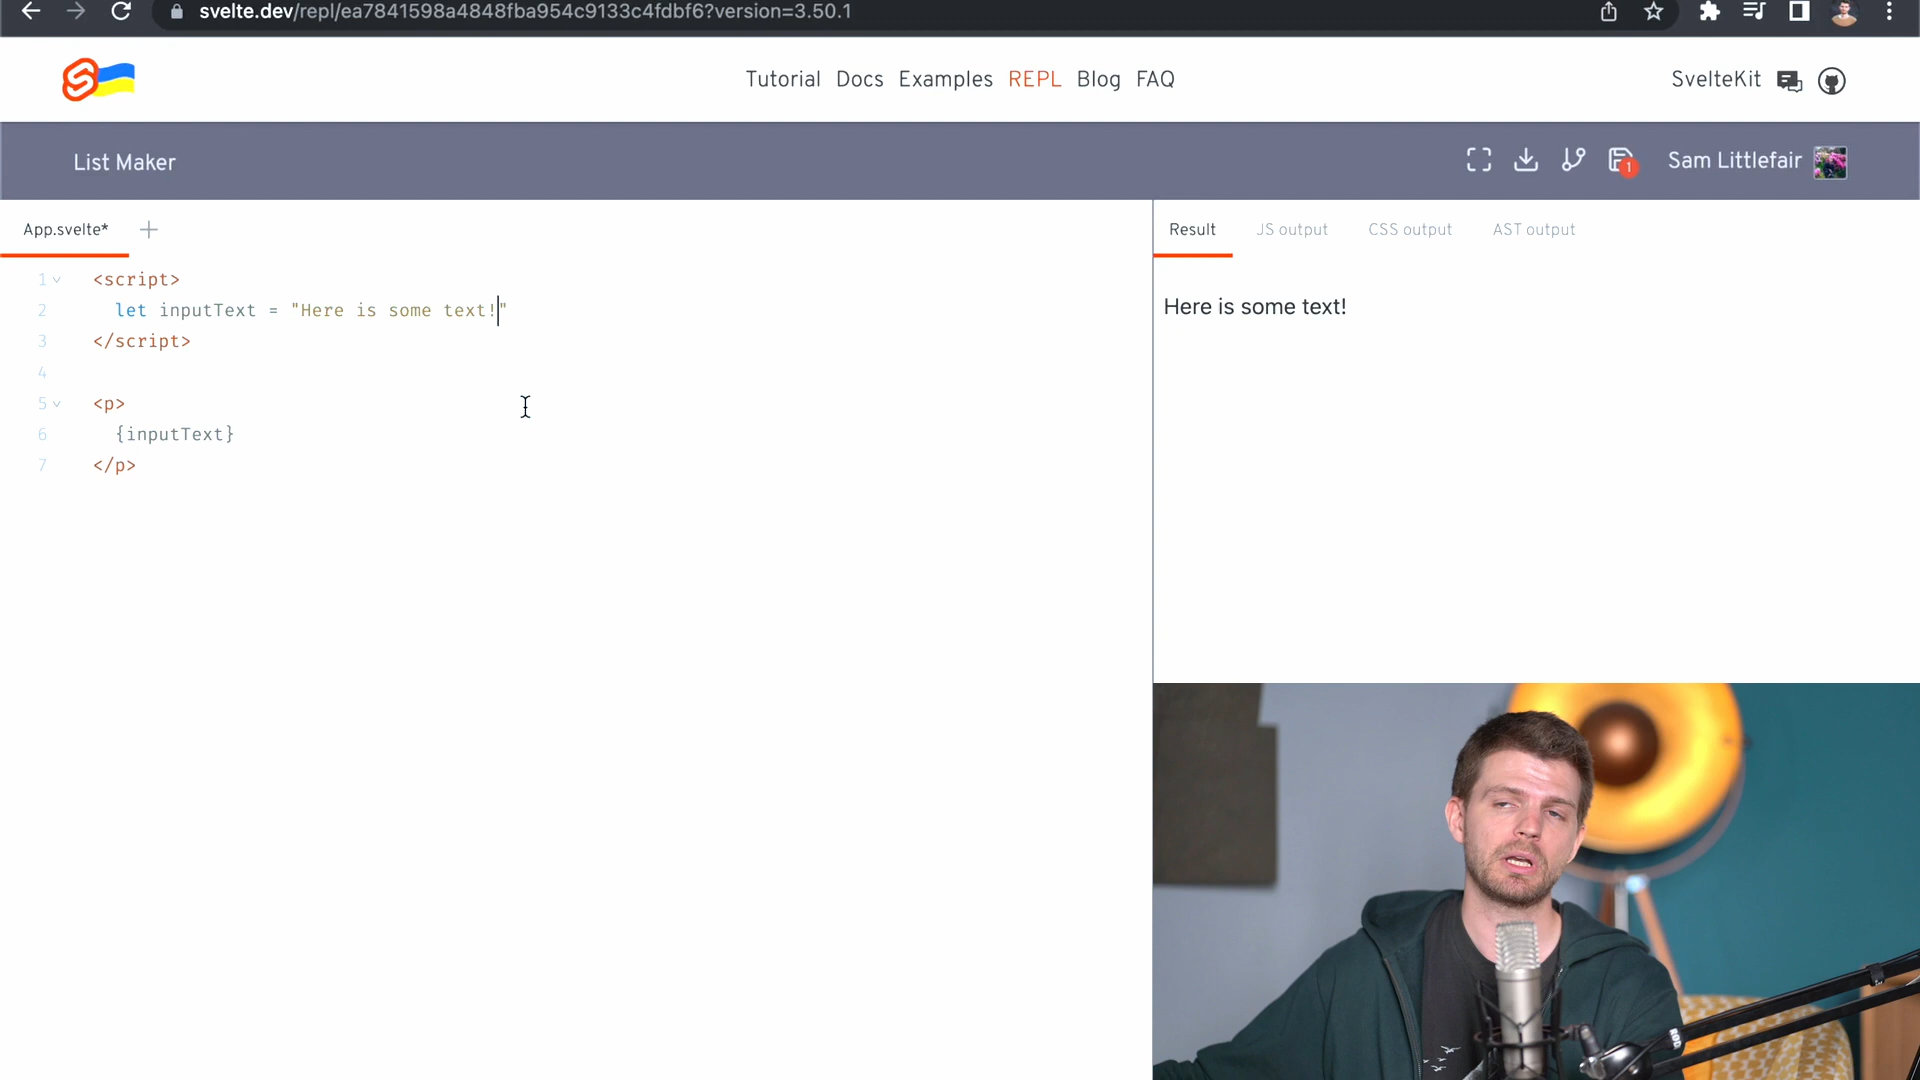 svelte.dev/repl/ea7841598a4848fba954c9133c4fdbf6?version=3.50.1
Tutorial Docs Examples REPL Blog FAQ
SvelteKit
List Maker
1
Sam Littlefair
App.svelte* +
Result JS output CSS output AST output
1 <script>
2 let inputText = "Here is some text!"
3 </script>
4
5 <p>
6 {inputText}
7 </p>
Here is some text!
RØDE